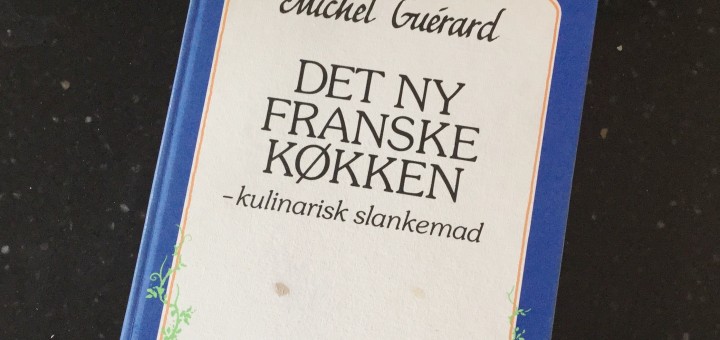 Michel Guérard
DET NY
FRANSKE
KØKKEN
–kulinarisk slankemad